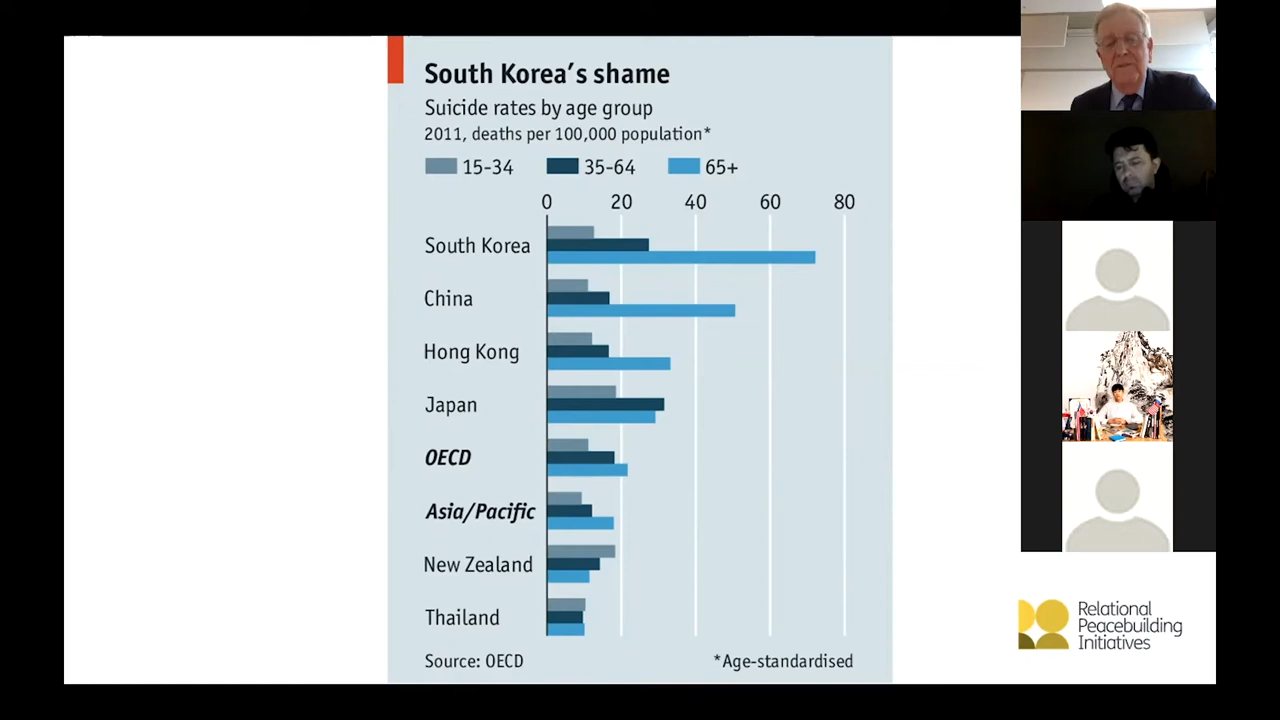 South Korea's shame
Suicide rates by age group
2011, deaths per 100,000 population*
15-34 35-64 65+
0 20 40 60 80
South Korea
China
Hong Kong
Japan
OECD
Asia/Pacific
New Zealand
Thailand
Source: OECD *Age-standardised
Relational
Peacebuilding
Initiatives